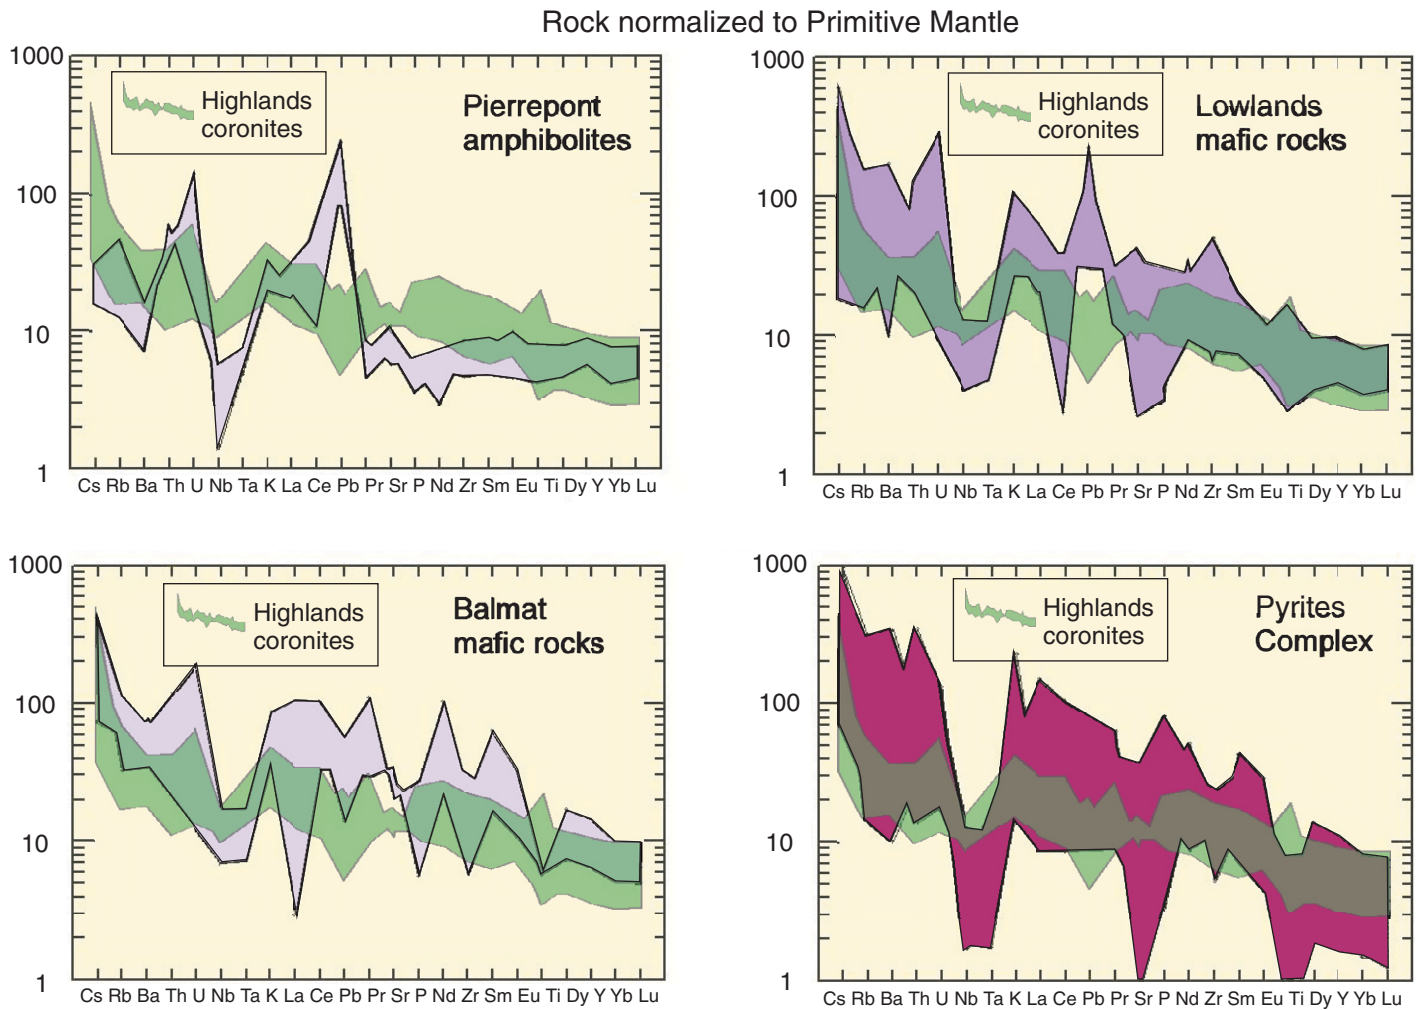 Rock normalized to Primitive Mantle
1000
100
10
1
Highlands
coronites
Pierrepont
amphibolites
Cs Rb Ba Th U Nb Ta K La Ce Pb Pr Sr P Nd Zr Sm Eu Ti Dy Y Yb Lu
1000
100
10
1
Highlands
coronites
Lowlands
mafic rocks
Cs Rb Ba Th U Nb Ta K La Ce Pb Pr Sr P Nd Zr Sm Eu Ti Dy Y Yb Lu
1000
100
10
1
Highlands
coronites
Balmat
mafic rocks
Cs Rb Ba Th U Nb Ta K La Ce Pb Pr Sr P Nd Zr Sm Eu Ti Dy Y Yb Lu
1000
100
10
1
Highlands
coronites
Pyrites
Complex
Cs Rb Ba Th U Nb Ta K La Ce Pb Pr Sr P Nd Zr Sm Eu Ti Dy Y Yb Lu